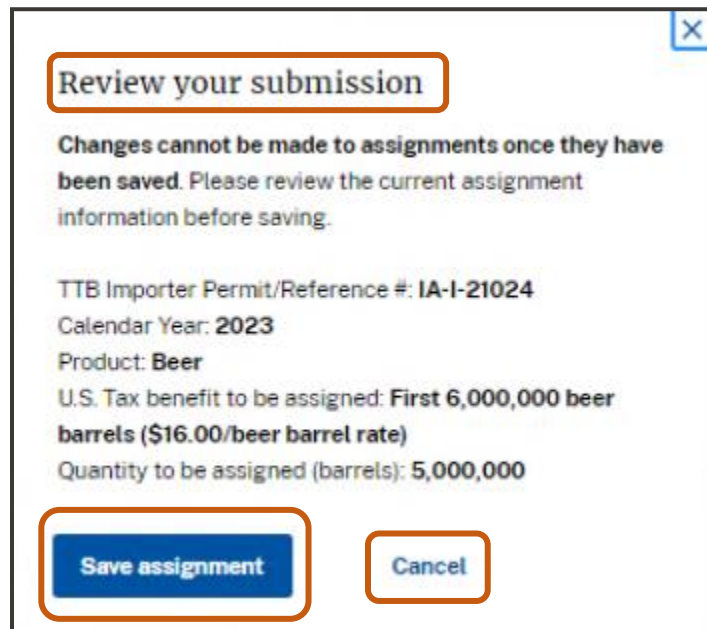 Review your submission
Changes cannot be made to assignments once they have
been saved. Please review the current assignment
information before saving.
TTB Importer Permit/Reference #: IA-I-21024
Calendar Year: 2023
Product: Beer
U.S. Tax benefit to be assigned: First 6,000,000 beer
barrels ($16.00/beer barrel rate)
Quantity to be assigned (barrels): 5,000,000
Save assignment
Cancel